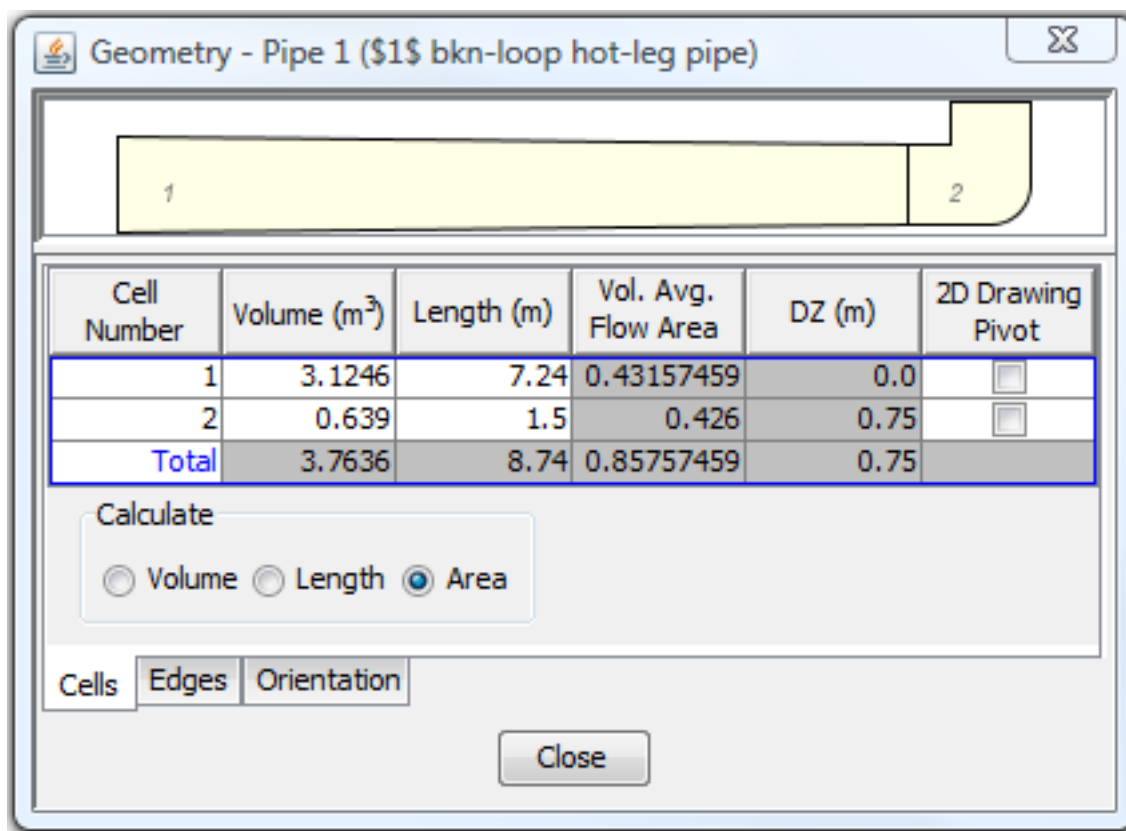 Geometry - Pipe 1 ($1$ bkn-loop hot-leg pipe)
1
2
Cell Number Volume (m³) Length (m) Vol. Avg. Flow Area DZ (m) 2D Drawing Pivot
1 3.1246 7.24 0.43157459 0.0
2 0.639 1.5 0.426 0.75
Total 3.7636 8.74 0.85757459 0.75
Calculate
Volume Length Area
Cells Edges Orientation
Close